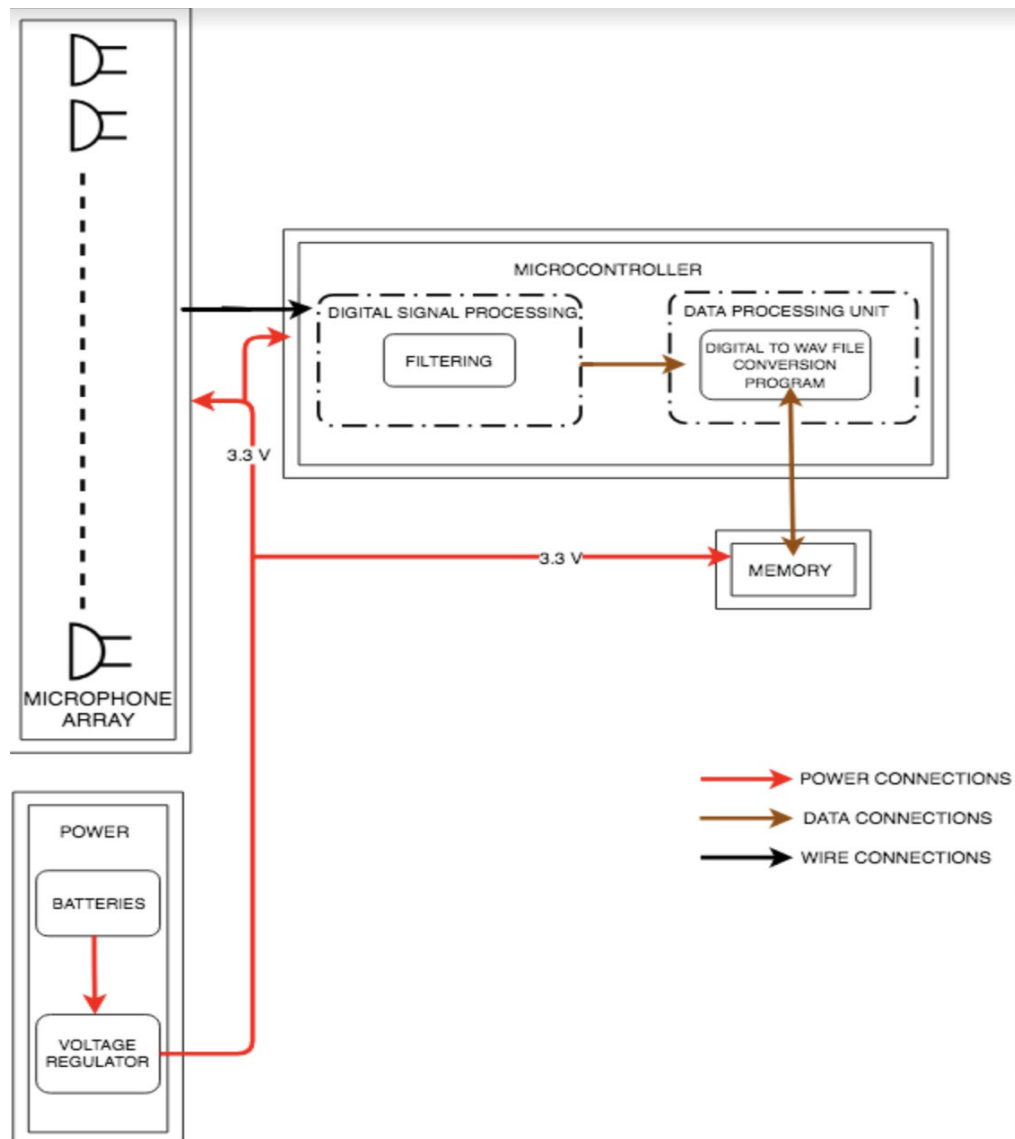 MICROCONTROLLER
DIGITAL SIGNAL PROCESSING
FILTERING
DATA PROCESSING UNIT
DIGITAL TO WAV FILE
CONVERSION
PROGRAM
3.3 V
3.3 V
MEMORY
MICROPHONE
ARRAY
POWER CONNECTIONS
DATA CONNECTIONS
WIRE CONNECTIONS
POWER
BATTERIES
VOLTAGE
REGULATOR